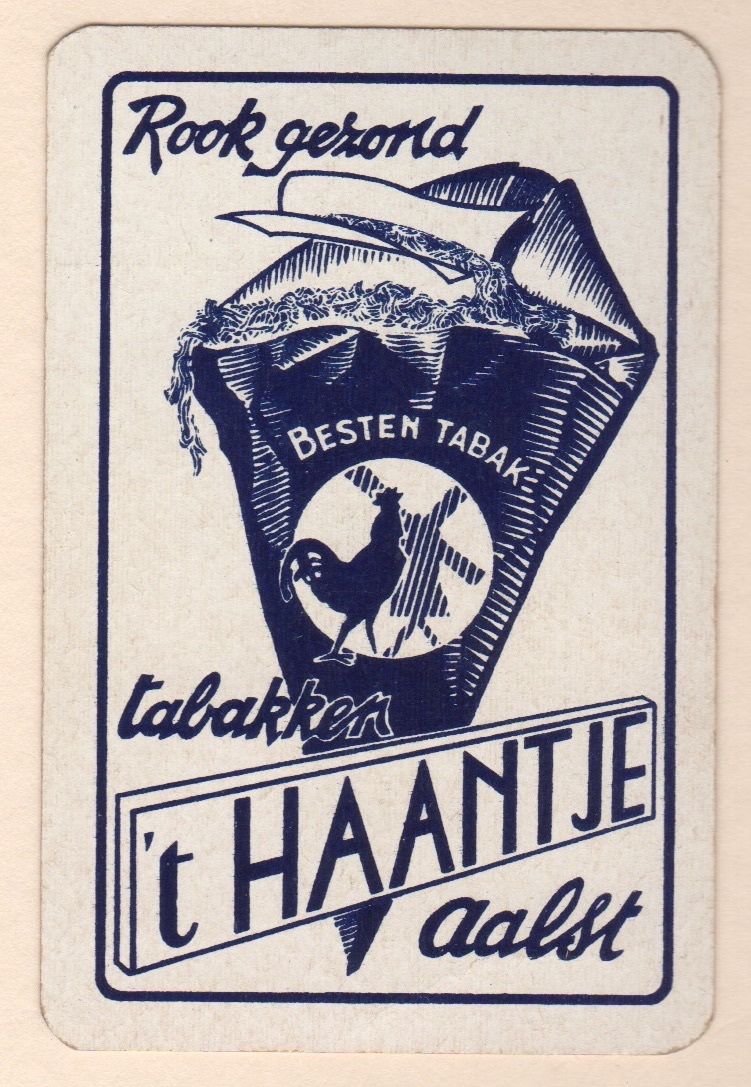 Rook gezond
BESTEN TABAK
tabakken
't HAANTJE
aalst